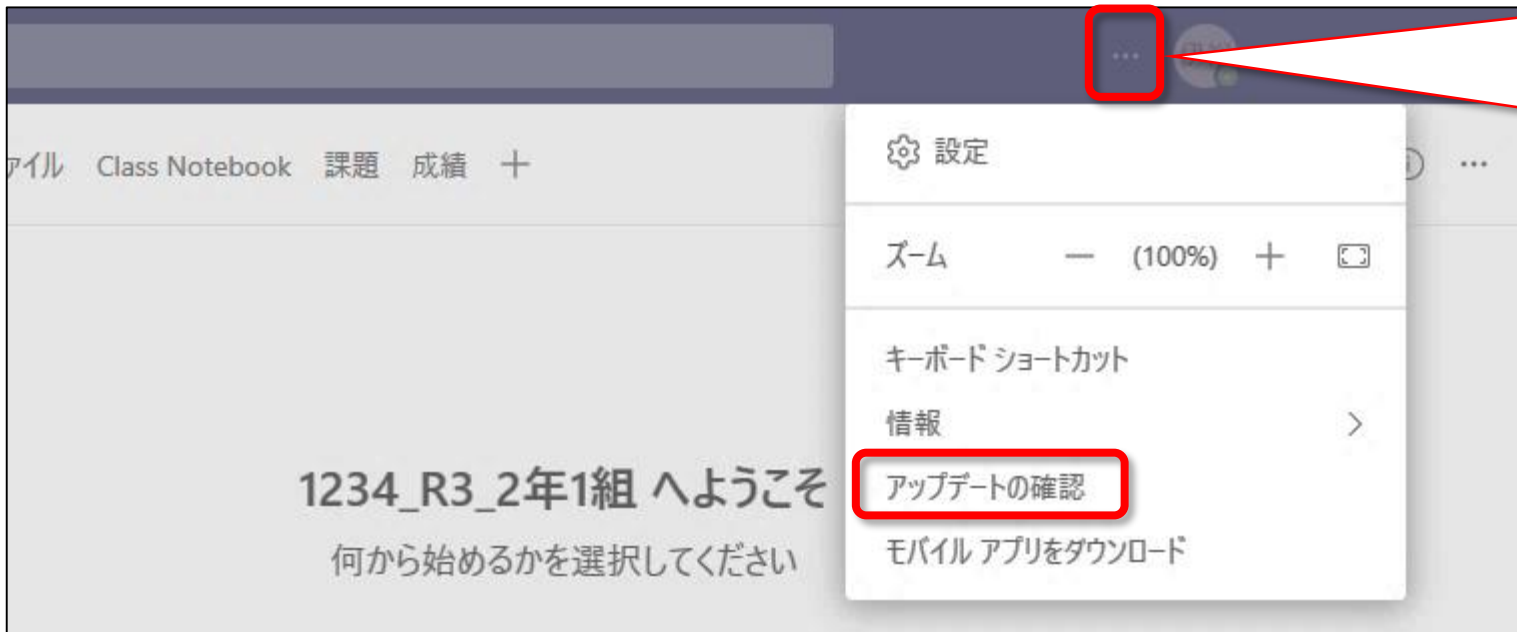 …
ァイル Class Notebook 課題 成績 ＋
設定
…
ズーム — (100%) ＋
キーボード ショートカット
情報 >
アップデートの確認
モバイル アプリをダウンロード
1234_R3_2年1組 へようこそ
何から始めるかを選択してください